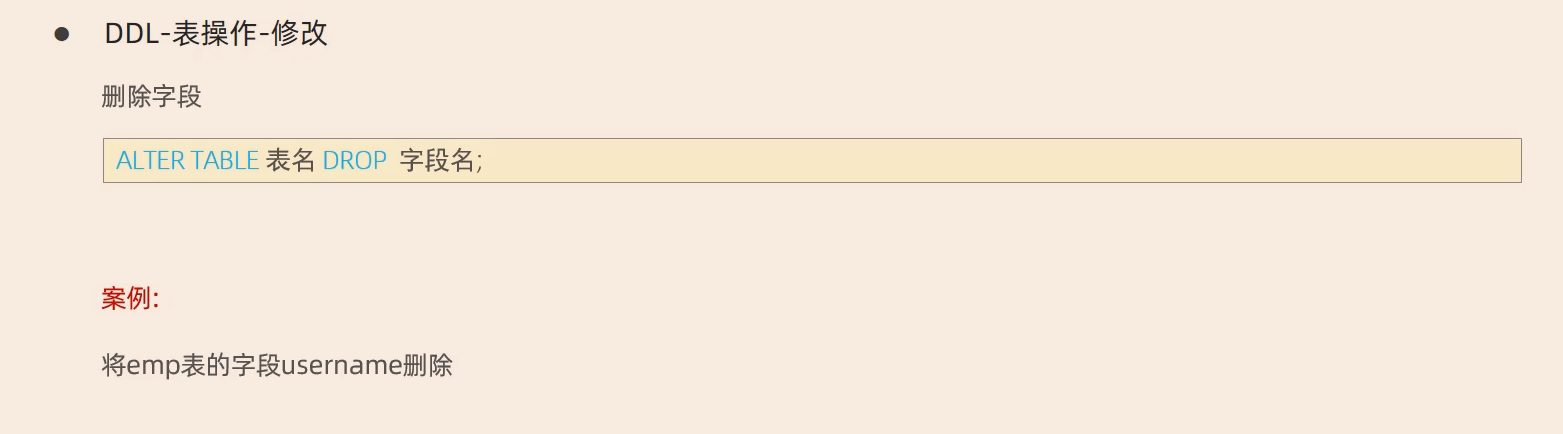 ● DDL-表操作-修改
删除字段
ALTER TABLE 表名 DROP 字段名;
案例:
将emp表的字段username删除